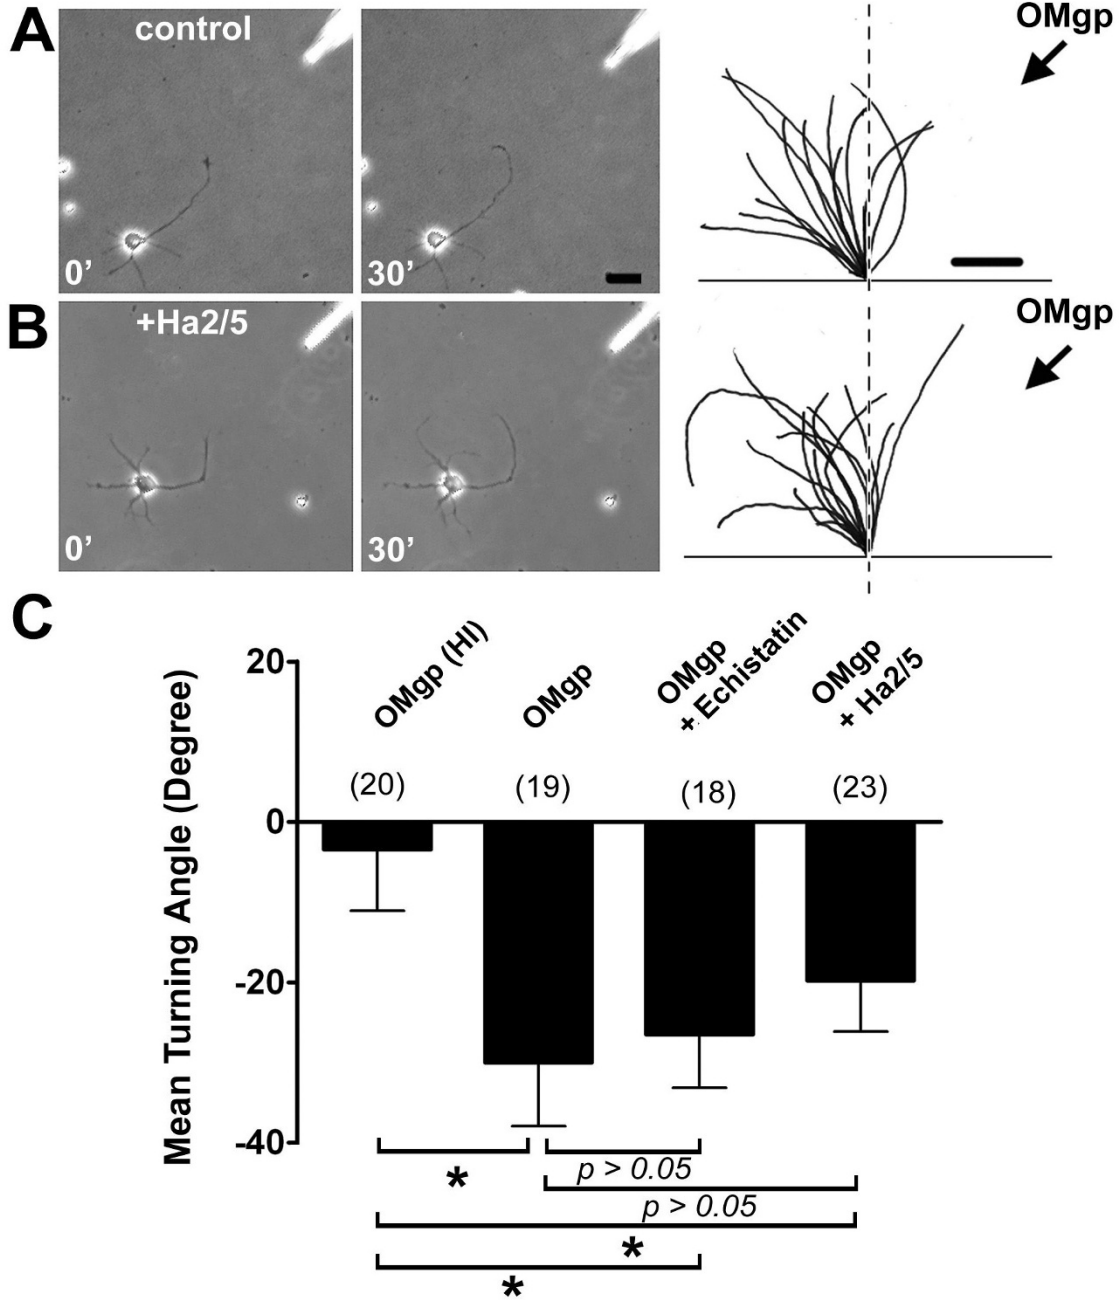 A
control
0’
30’
OMgp
B
+Ha2/5
0’
30’
OMgp
C
Mean Turning Angle (Degree)
20
0
-20
-40
OMgp (HI)
OMgp
OMgp
+ Echistatin
OMgp
+ Ha2/5
(20)
(19)
(18)
(23)
*
p > 0.05
p > 0.05
*
*